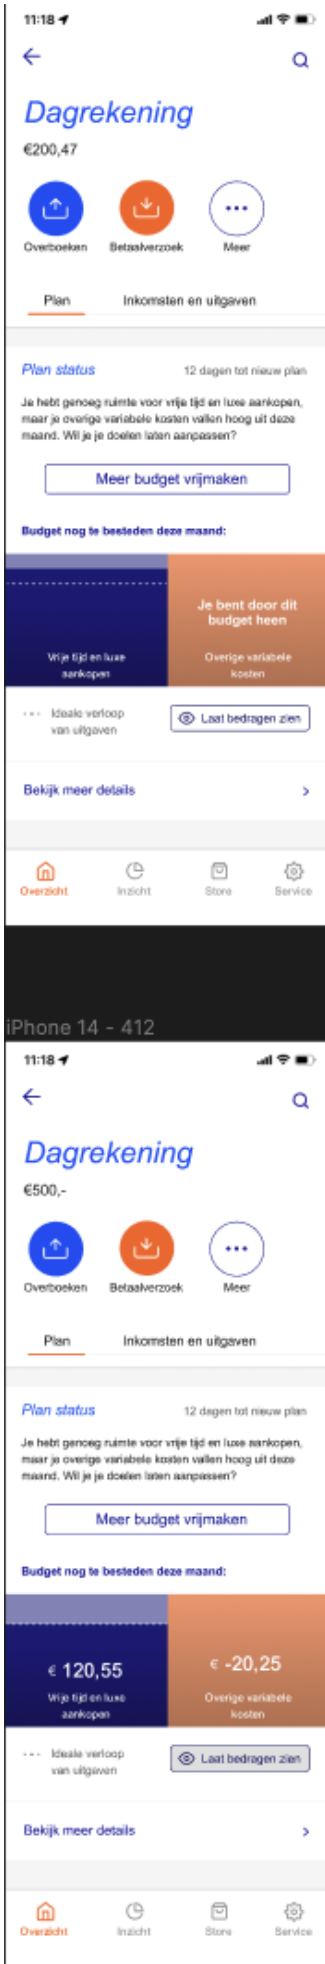 11:18
Dagrekening
€200,47
Overboeken
Betaalverzoek
Meer
Plan
Inkomsten en uitgaven
Plan status
12 dagen tot nieuw plan
Je hebt genoeg ruimte voor vrije tijd en luxe aankopen,
maar je overige variabele kosten vallen hoog uit deze
maand. Wil je je doelen laten aanpassen?
Meer budget vrijmaken
Budget nog te besteden deze maand:
Vrije tijd en luxe
aankopen
Je bent door dit
budget heen
Overige variabele
kosten
Ideale verloop
van uitgaven
Laat bedragen zien
Bekijk meer details
Overzicht
Inzicht
Store
Service
iPhone 14 - 412
11:18
Dagrekening
€500,-
Overboeken
Betaalverzoek
Meer
Plan
Inkomsten en uitgaven
Plan status
12 dagen tot nieuw plan
Je hebt genoeg ruimte voor vrije tijd en luxe aankopen,
maar je overige variabele kosten vallen hoog uit deze
maand. Wil je je doelen laten aanpassen?
Meer budget vrijmaken
Budget nog te besteden deze maand:
€ 120,55
Vrije tijd en luxe
aankopen
€ -20,25
Overige variabele
kosten
Ideale verloop
van uitgaven
Laat bedragen zien
Bekijk meer details
Overzicht
Inzicht
Store
Service